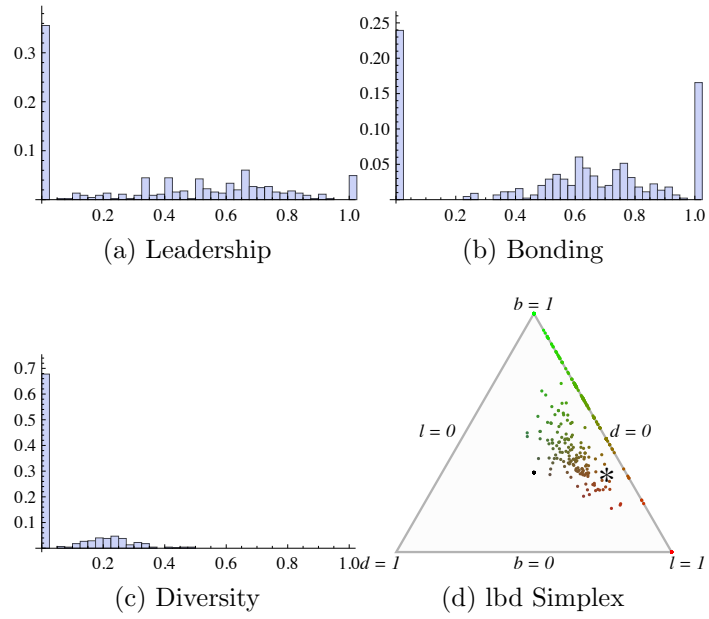 0.3
0.2
0.1
0.2 0.4 0.6 0.8 1.0
(a) Leadership
0.25
0.20
0.15
0.10
0.05
0.2 0.4 0.6 0.8 1.0
(b) Bonding
0.7
0.6
0.5
0.4
0.3
0.2
0.1
0.2 0.4 0.6 0.8 1.0
(c) Diversity
b = 1
l = 0
d = 0
*
d = 1
b = 0
l = 1
(d) lbd Simplex